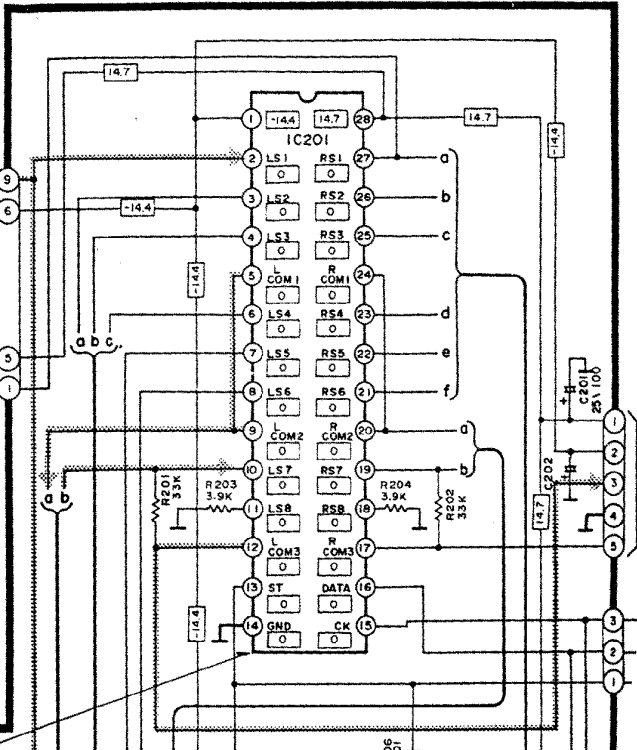 14.7
-14.4
-14.4
-14.4
-14.4
14.7
14.7
9
6
5
1
1 -14.4 14.7 28
IC201
2 LS1 RS1 27 a
0 0
3 LS2 RS2 26 b
0 0
4 LS3 RS3 25 c
0 0
5 L COM1 R COM1 24
0 0
6 LS4 RS4 23 d
0 0
7 LS5 RS5 22 e
0 0
8 LS6 RS6 21 f
0 0
9 L COM2 R COM2 20 a
0 0
10 LS7 RS7 19 b
0 0
11 LS8 RS8 18
0 0
12 L COM3 R COM3 17
0 0
13 ST DATA 16
0 0
14 GND CK 15
0 0
a b c
a b
R201
33K
R203
3.9K
R204
3.9K
R202
33K
C201
25V 100
+
C202
+
1
2
3
4
5
3
2
1